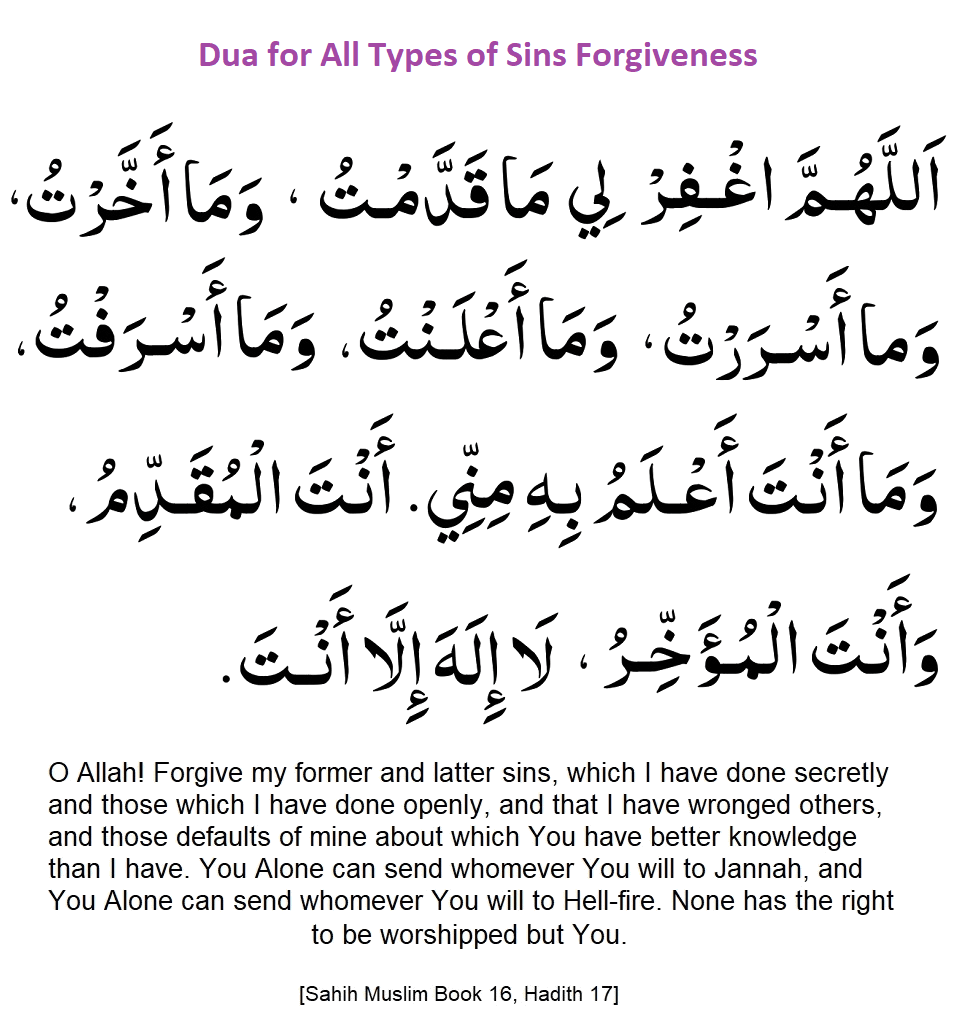 Dua for All Types of Sins Forgiveness
اَللَّهُمَّ اغْفِرْ لِي مَا قَدَّمْتُ ، وَمَا أَخَّرْتُ،
وَما أَسْرَرْتُ، وَمَا أَعْلَنْتُ، وَمَا أَسْرَفْتُ،
وَمَا أَنْتَ أَعْلَمُ بِهِ مِنِّي. أَنْتَ الْمُقَدِّمُ،
وَأَنْتَ الْمُؤَخِّرُ، لَا إِلَهَ إِلَّا أَنْتَ.
O Allah! Forgive my former and latter sins, which I have done secretly
and those which I have done openly, and that I have wronged others,
and those defaults of mine about which You have better knowledge
than I have. You Alone can send whomever You will to Jannah, and
You Alone can send whomever You will to Hell-fire. None has the right
to be worshipped but You.
[Sahih Muslim Book 16, Hadith 17]